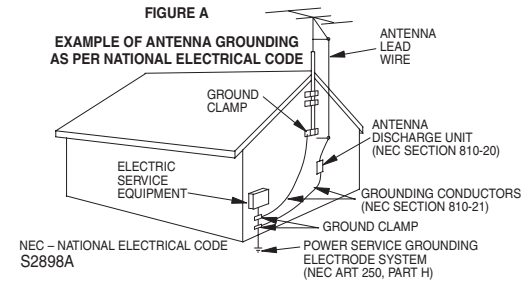 FIGURE A
EXAMPLE OF ANTENNA GROUNDING
AS PER NATIONAL ELECTRICAL CODE
ANTENNA
LEAD
WIRE
GROUND
CLAMP
ANTENNA
DISCHARGE UNIT
(NEC SECTION 810-20)
ELECTRIC
SERVICE
EQUIPMENT
GROUNDING CONDUCTORS
(NEC SECTION 810-21)
GROUND CLAMP
POWER SERVICE GROUNDING
ELECTRODE SYSTEM
(NEC ART 250, PART H)
NEC – NATIONAL ELECTRICAL CODE
S2898A